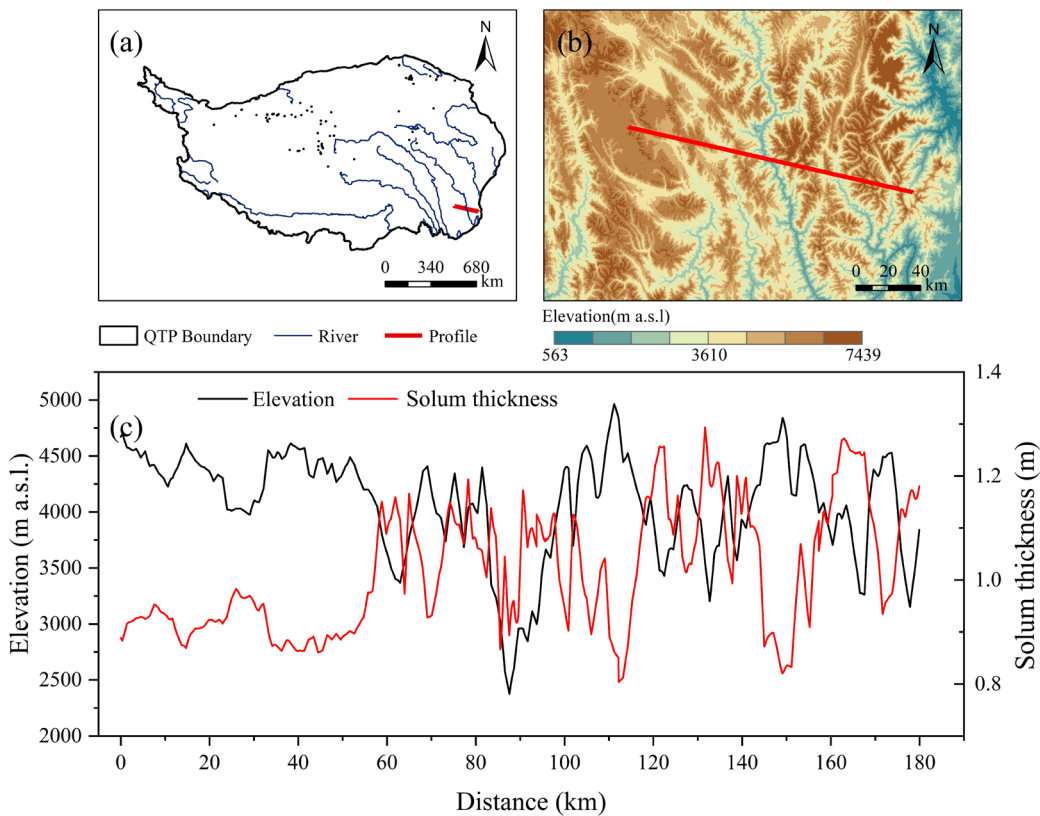 (a)
N
0 340 680
km
(b)
N
0 20 40
km
QTP Boundary
River
Profile
Elevation(m a.s.l)
563 3610 7439
(c)
Elevation
Solum thickness
5000
4500
4000
3500
3000
2500
2000
Elevation (m a.s.l.)
1.4
1.2
1.0
0.8
Solum thickness (m)
0 20 40 60 80 100 120 140 160 180
Distance (km)